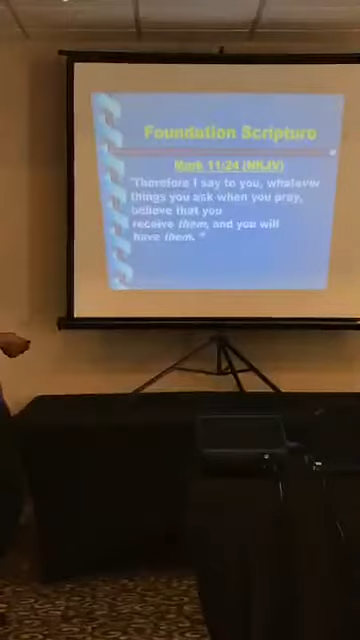 Foundation Scripture
Mark 11:24 (NKJV)
"Therefore I say to you, whatever
things you ask when you pray,
believe that you
receive them, and you will
have them. "